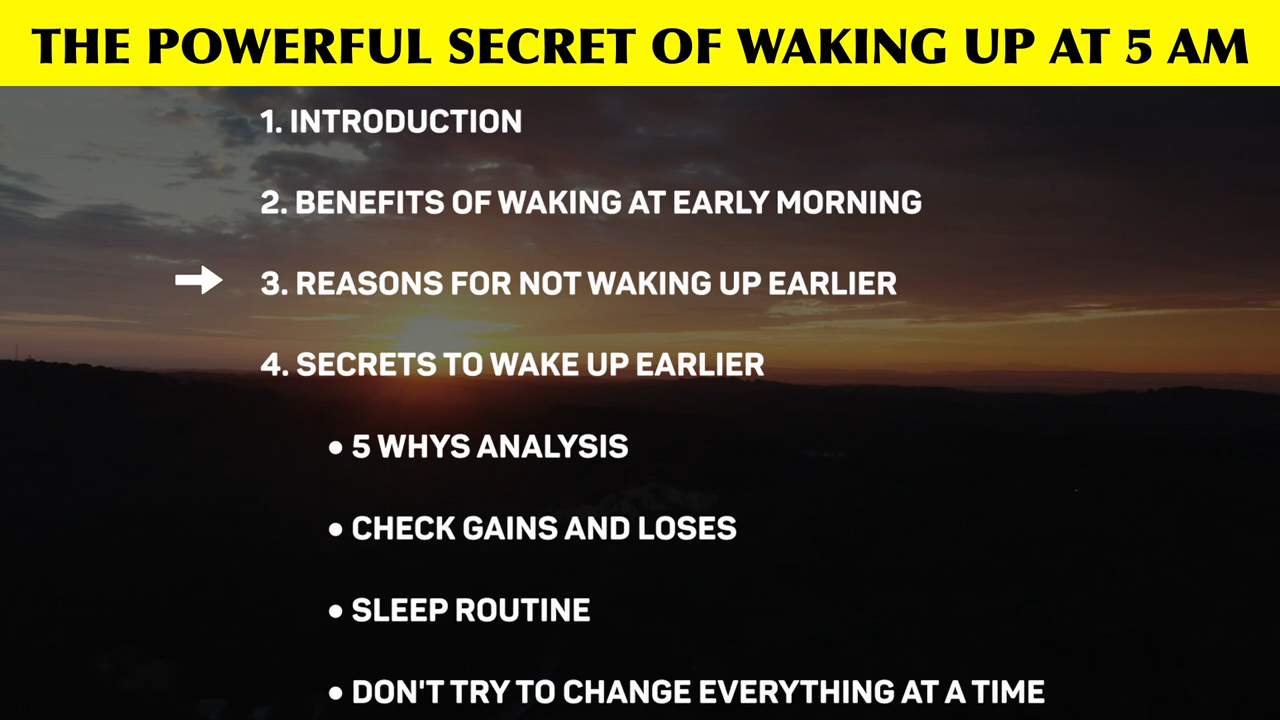 THE POWERFUL SECRET OF WAKING UP AT 5 AM
1. INTRODUCTION
2. BENEFITS OF WAKING AT EARLY MORNING
3. REASONS FOR NOT WAKING UP EARLIER
4. SECRETS TO WAKE UP EARLIER
• 5 WHYS ANALYSIS
• CHECK GAINS AND LOSES
• SLEEP ROUTINE
• DON'T TRY TO CHANGE EVERYTHING AT A TIME